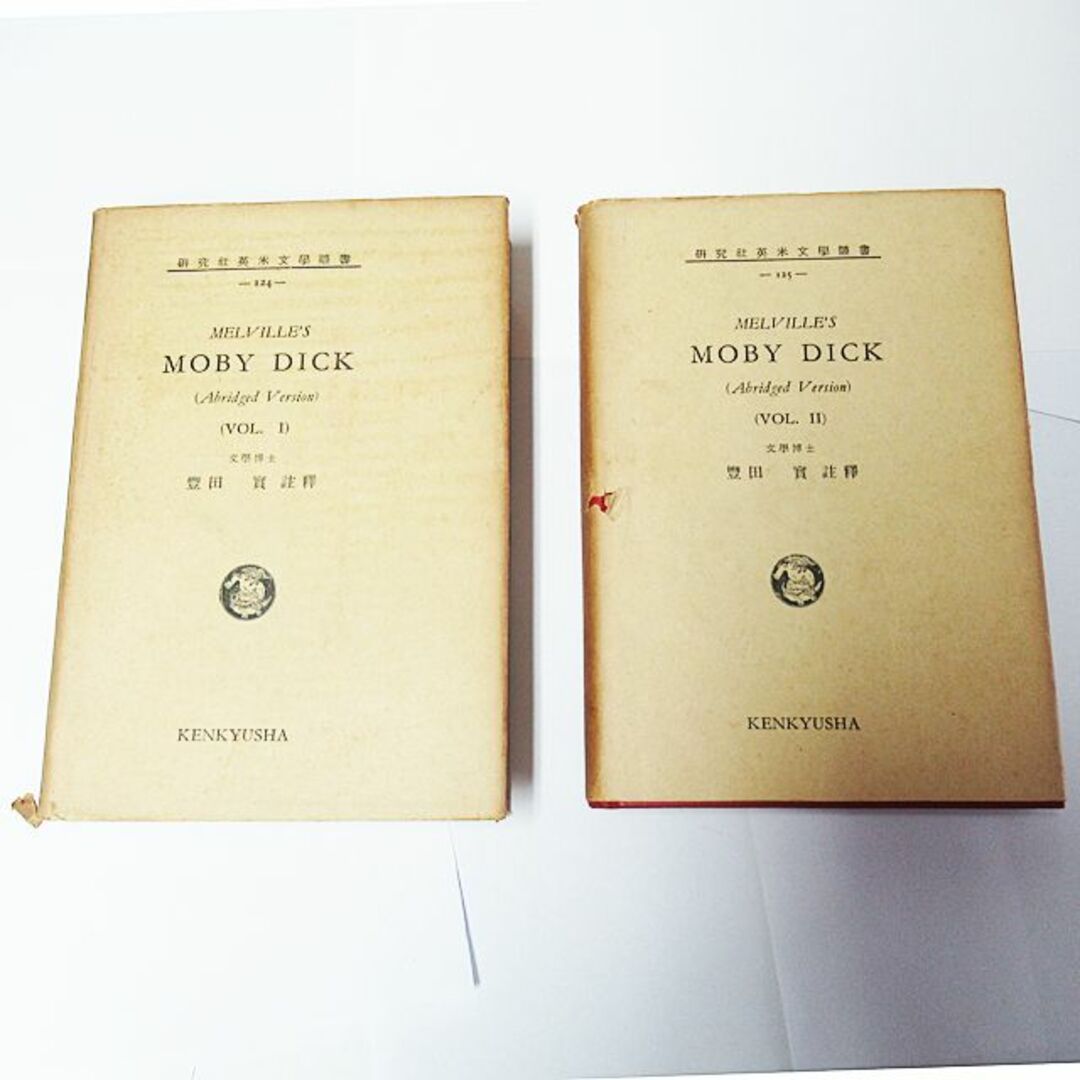 研究社英米文學叢書
— 124 —
MELVILLE'S
MOBY DICK
(Abridged Version)
(VOL. I)
文學博士
豐田 實 註釋
KENKYUSHA
研究社英米文學叢書
— 125 —
MELVILLE'S
MOBY DICK
(Abridged Version)
(VOL. II)
文學博士
豐田 實 註釋
KENKYUSHA